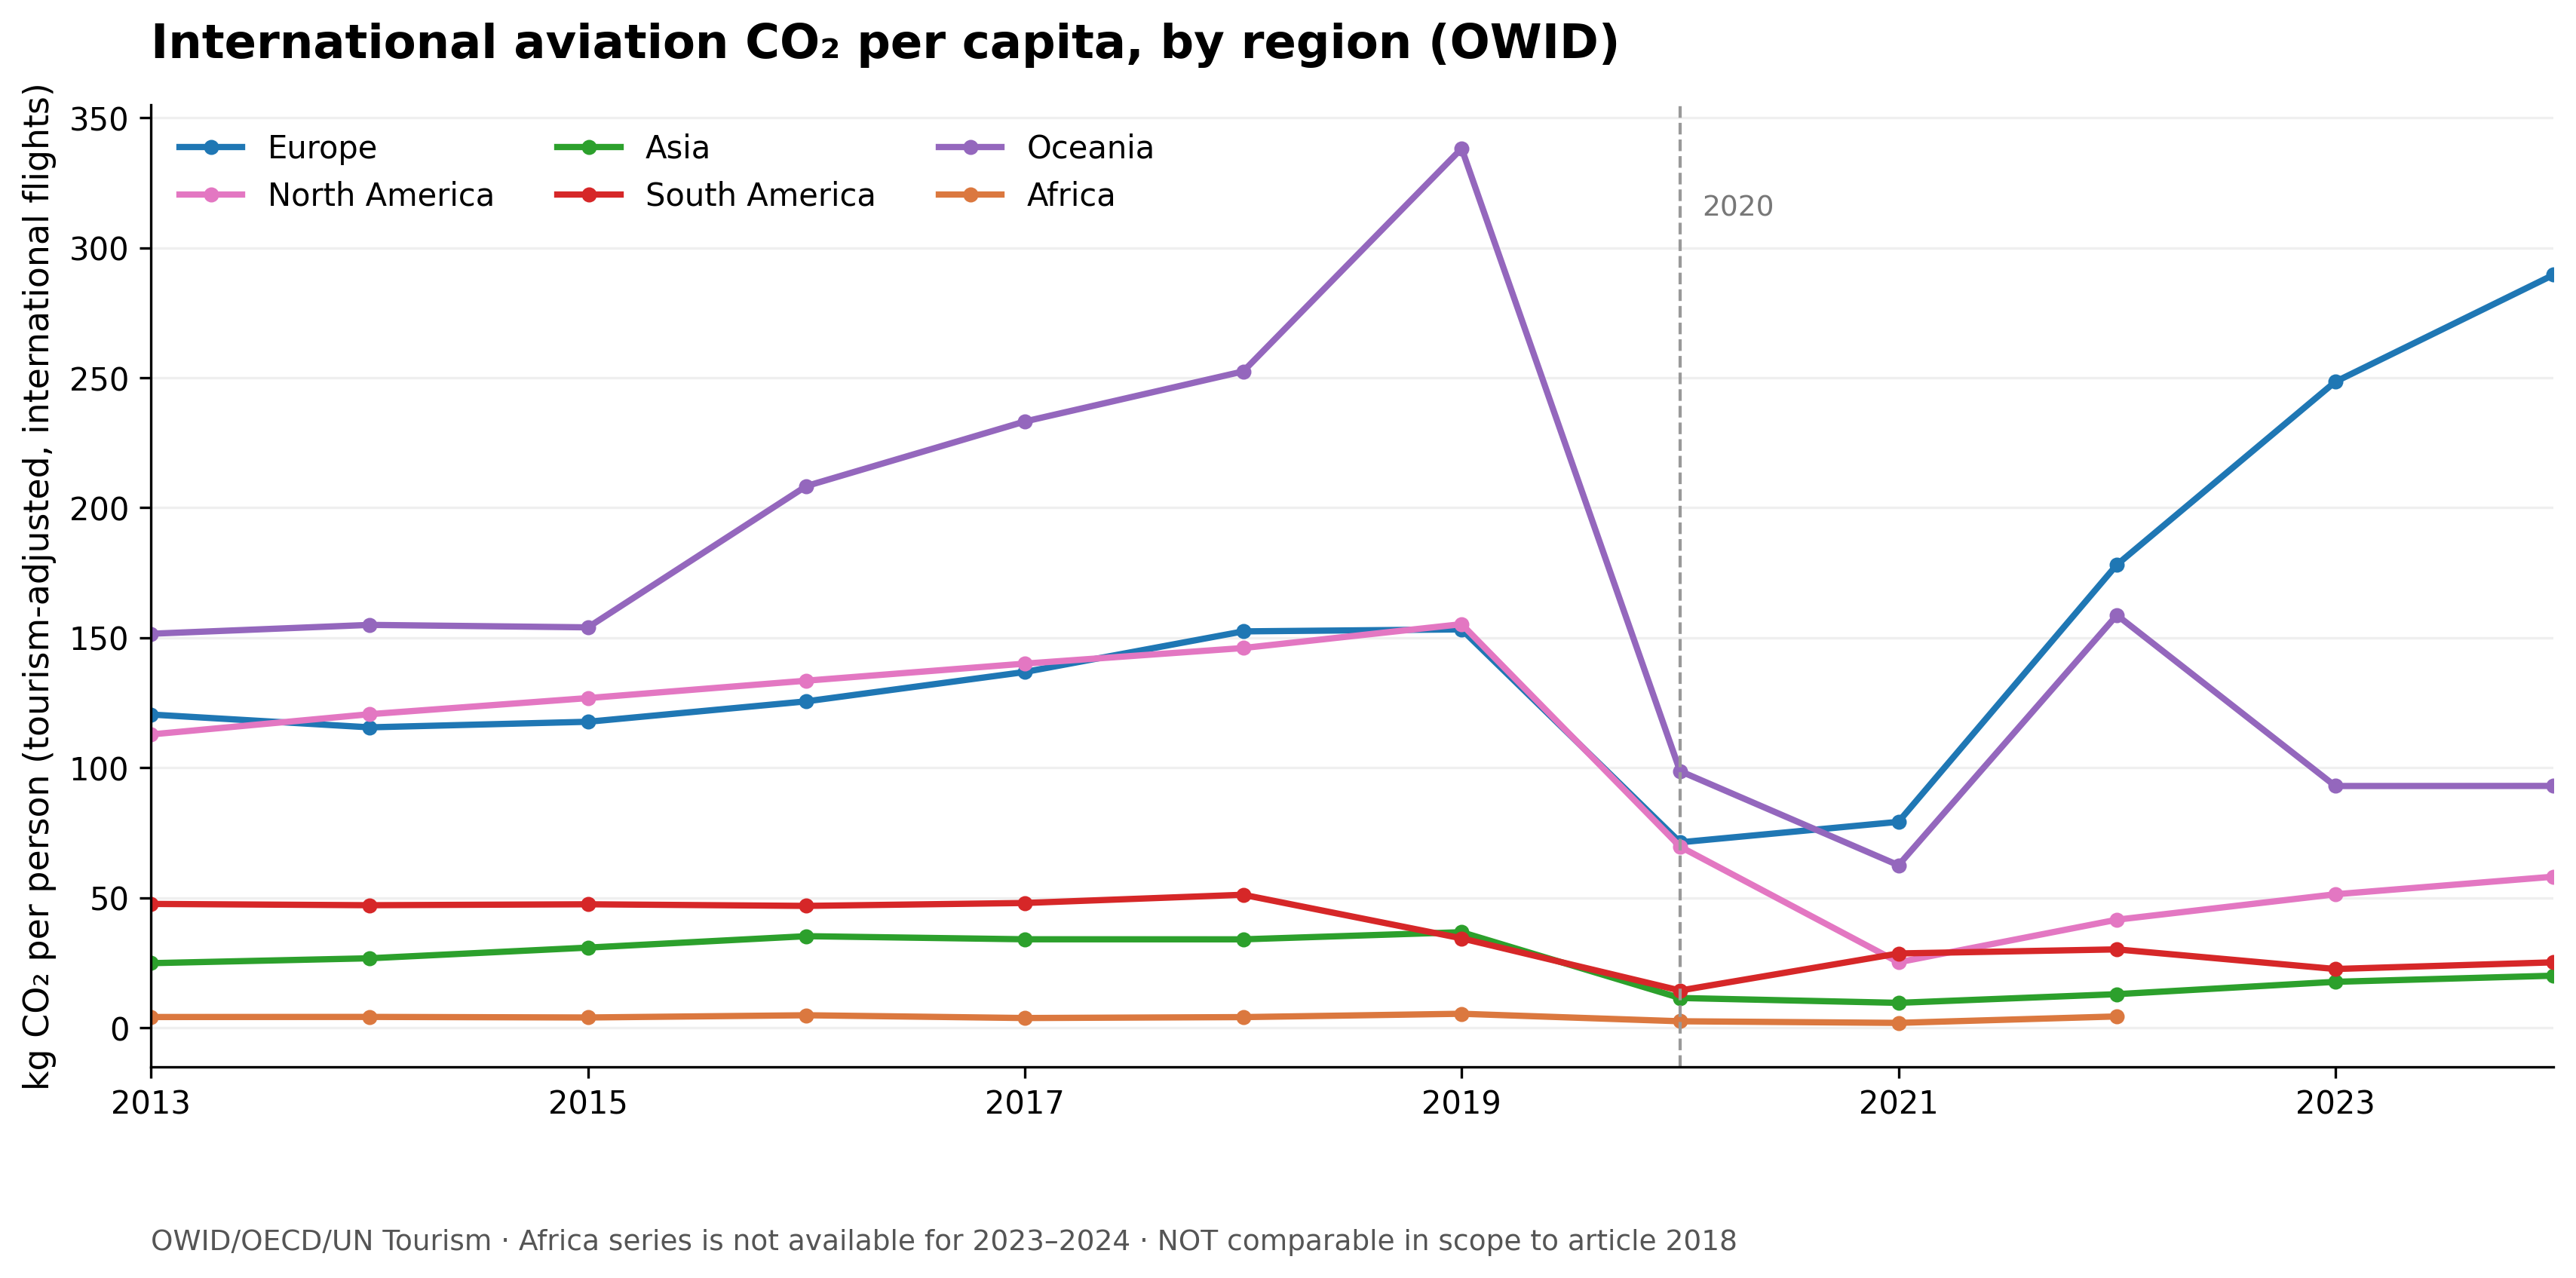 International aviation CO₂ per capita, by region (OWID)
kg CO₂ per person (tourism-adjusted, international flights)
350
300
250
200
150
100
50
0
Europe
North America
Asia
South America
Oceania
Africa
2020
2013
2015
2017
2019
2021
2023
OWID/OECD/UN Tourism · Africa series is not available for 2023–2024 · NOT comparable in scope to article 2018